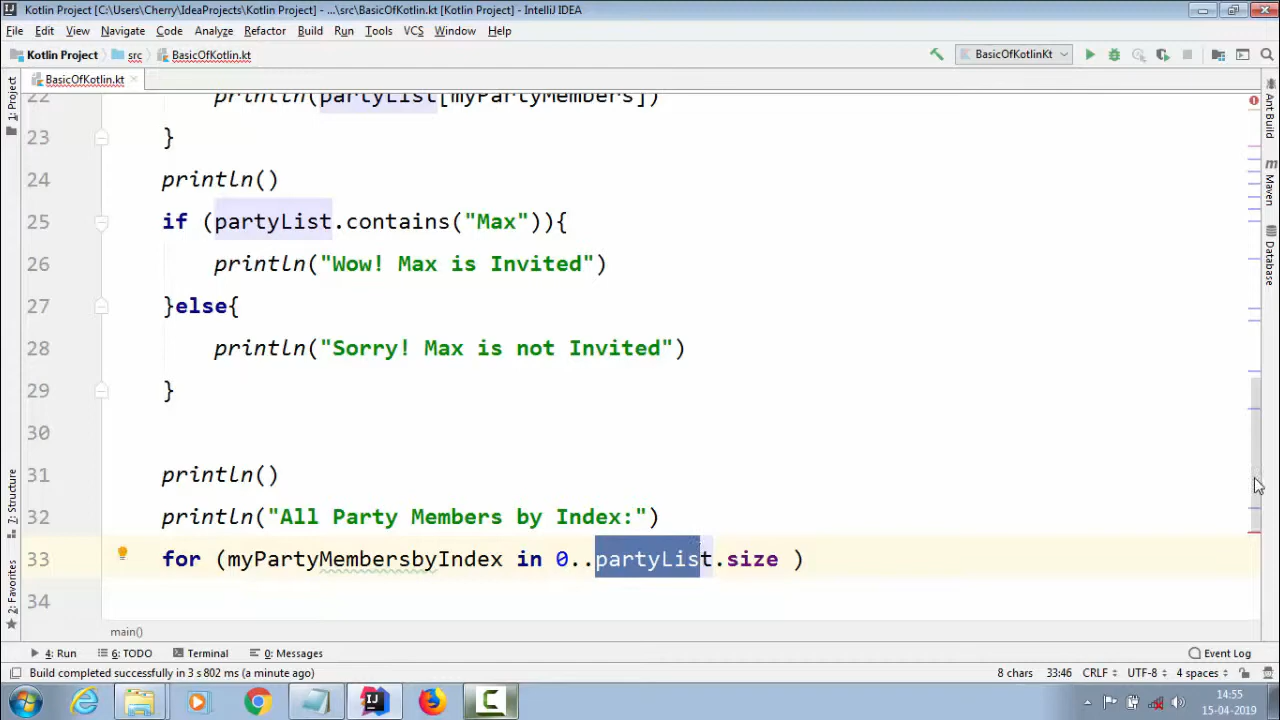 Kotlin Project [C:\Users\Cherry\IdeaProjects\Kotlin Project] - ...\src\BasicOfKotlin.kt [Kotlin Project] - IntelliJ IDEA
File Edit View Navigate Code Analyze Refactor Build Run Tools VCS Window Help
Kotlin Project src BasicOfKotlin.kt BasicOfKotlinKt
BasicOfKotlin.kt
1: Project
7: Structure
2: Favorites
Ant Build
Maven
Database
22 println(partyList[myPartyMembers])
23 }
24 println()
25 if (partyList.contains("Max")){
26 println("Wow! Max is Invited")
27 }else{
28 println("Sorry! Max is not Invited")
29 }
30
31 println()
32 println("All Party Members by Index:")
33 for (myPartyMembersbyIndex in 0..partyList.size )
34
main()
4: Run 6: TODO Terminal 0: Messages Event Log
Build completed successfully in 3 s 802 ms (a minute ago) 8 chars 33:46 CRLF UTF-8 4 spaces
14:55
15-04-2019